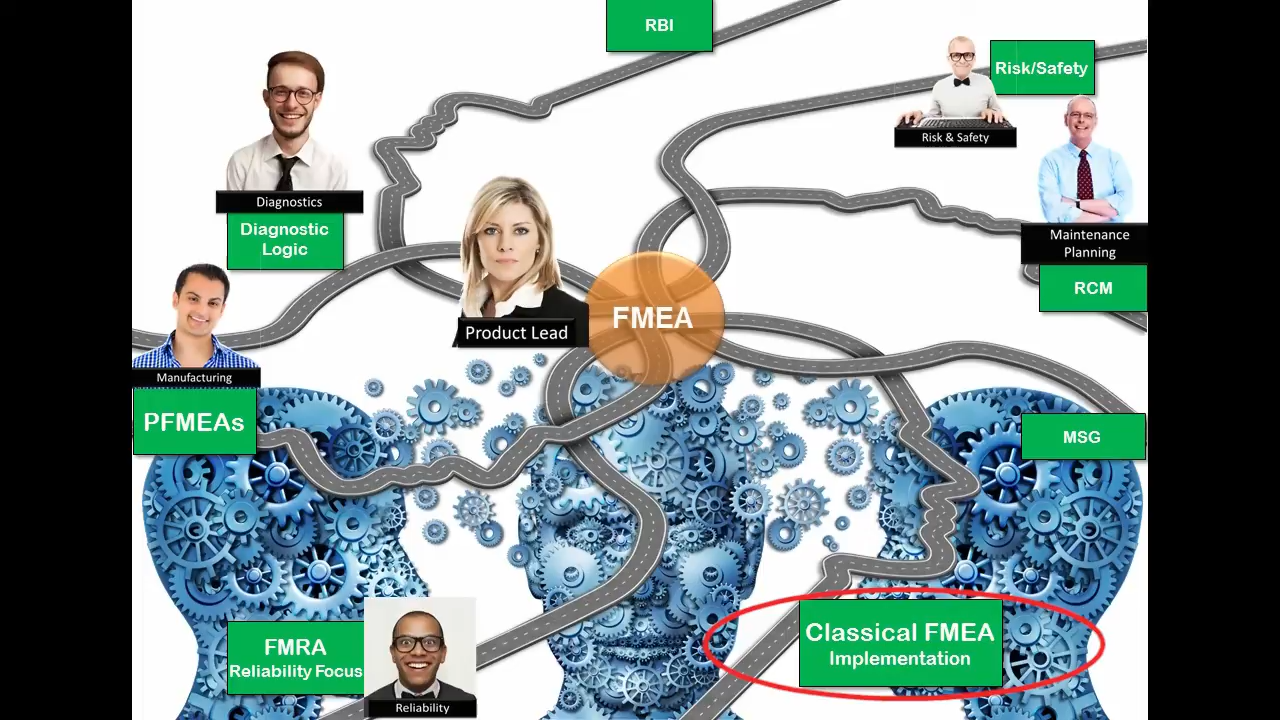 RBI
Risk/Safety
Risk & Safety
Diagnostics
Diagnostic
Logic
Maintenance
Planning
RCM
Product Lead
FMEA
Manufacturing
PFMEAs
MSG
FMRA
Reliability Focus
Reliability
Classical FMEA
Implementation